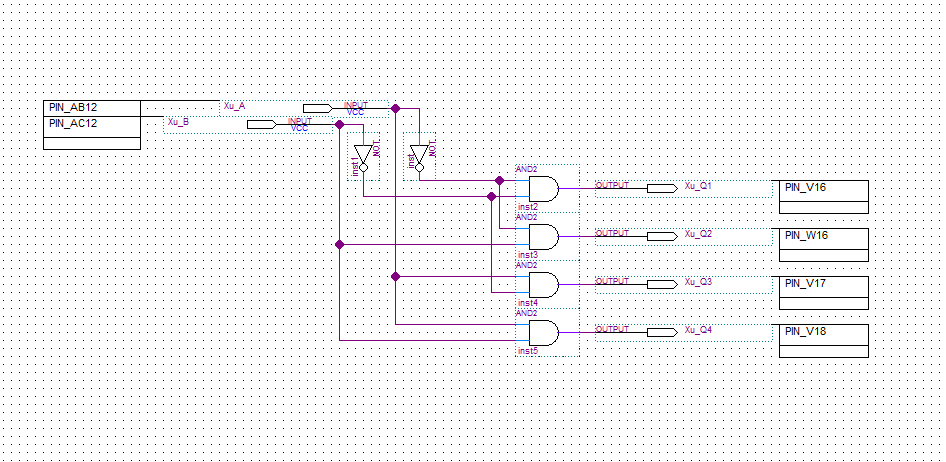 PIN_AB12
Xu_A
INPUT
VCC
PIN_AC12
Xu_B
INPUT
VCC
NOT
inst1
NOT
inst
AND2
inst2
OUTPUT
Xu_Q1
PIN_V16
AND2
inst3
OUTPUT
Xu_Q2
PIN_W16
AND2
inst4
OUTPUT
Xu_Q3
PIN_V17
AND2
inst5
OUTPUT
Xu_Q4
PIN_V18